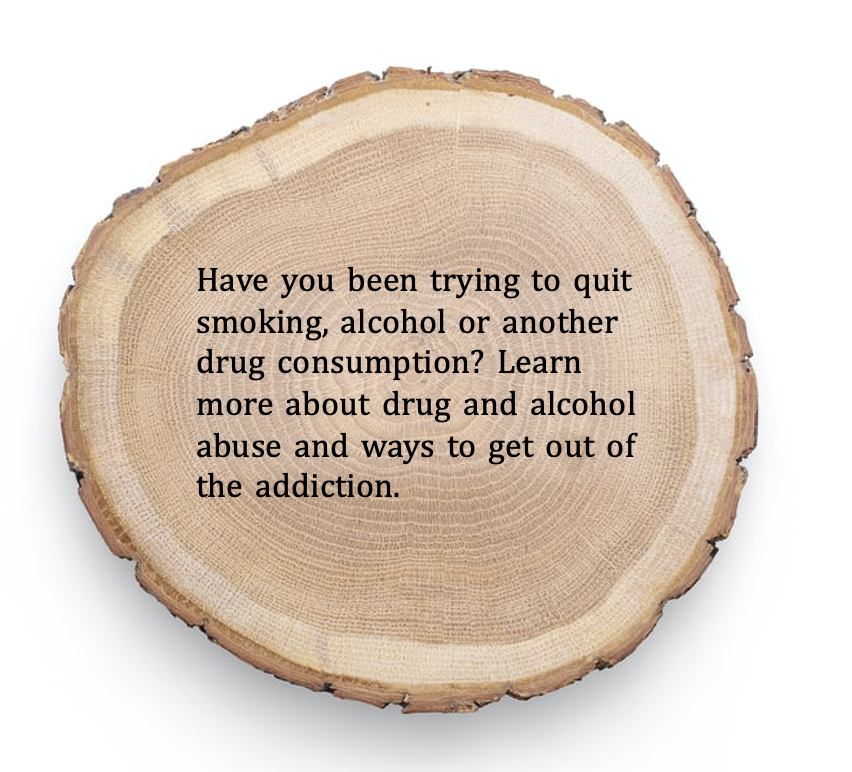 Have you been trying to quit
smoking, alcohol or another
drug consumption? Learn
more about drug and alcohol
abuse and ways to get out of
the addiction.